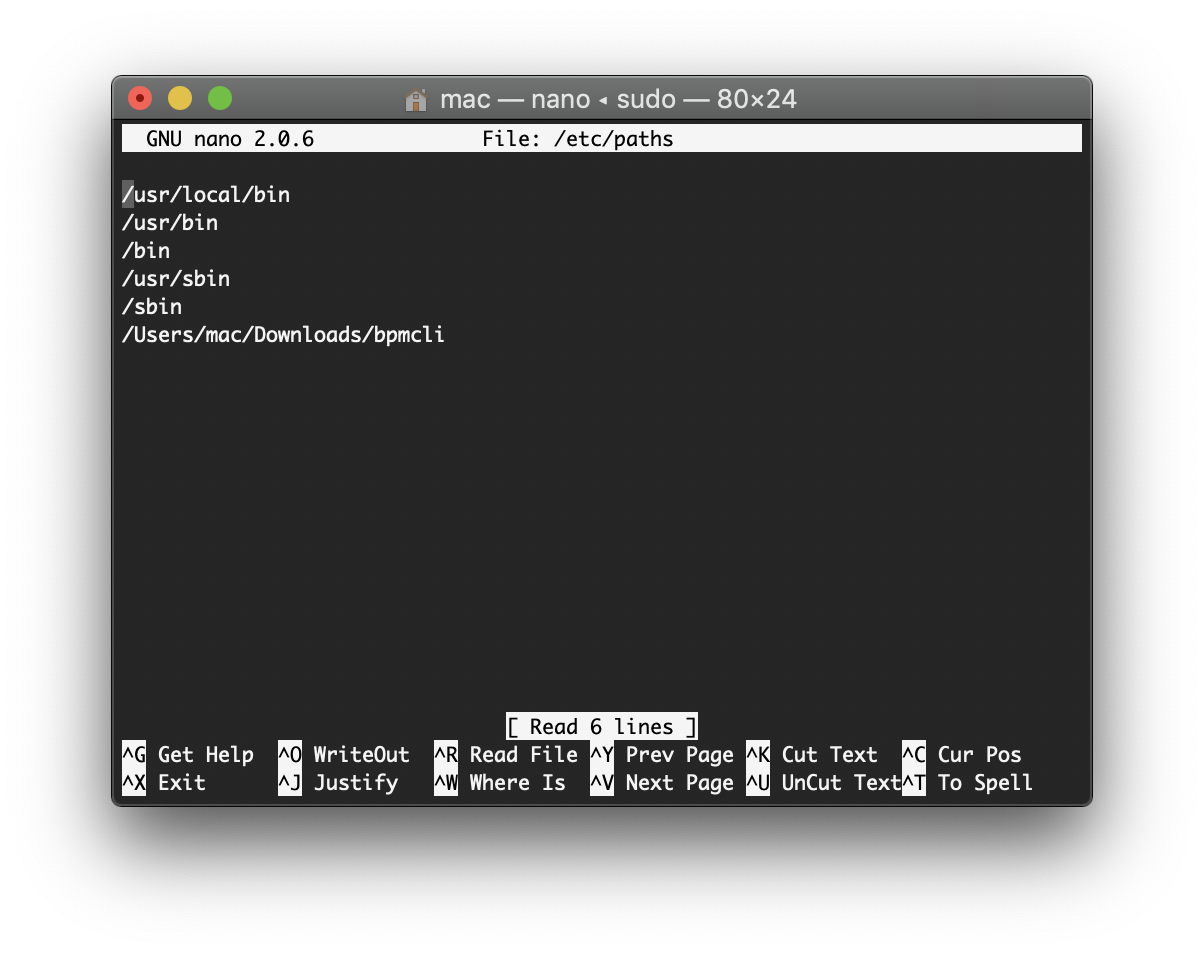 mac — nano ◂ sudo — 80×24
GNU nano 2.0.6 File: /etc/paths
/usr/local/bin
/usr/bin
/bin
/usr/sbin
/sbin
/Users/mac/Downloads/bpmcli
[ Read 6 lines ]
^G Get Help ^O WriteOut ^R Read File ^Y Prev Page ^K Cut Text ^C Cur Pos
^X Exit ^J Justify ^W Where Is ^V Next Page ^U UnCut Text ^T To Spell